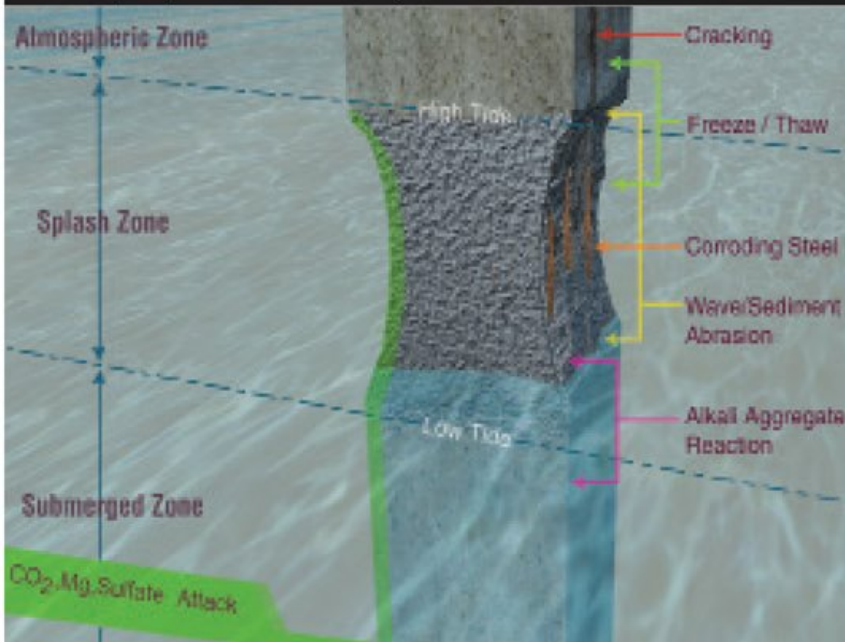 Atmospheric Zone
Cracking
High Tide
Freeze / Thaw
Splash Zone
Corroding Steel
Wave/Sediment
Abrasion
Alkali Aggregate
Reaction
Low Tide
Submerged Zone
CO₂,Mg,Sulfate Attack